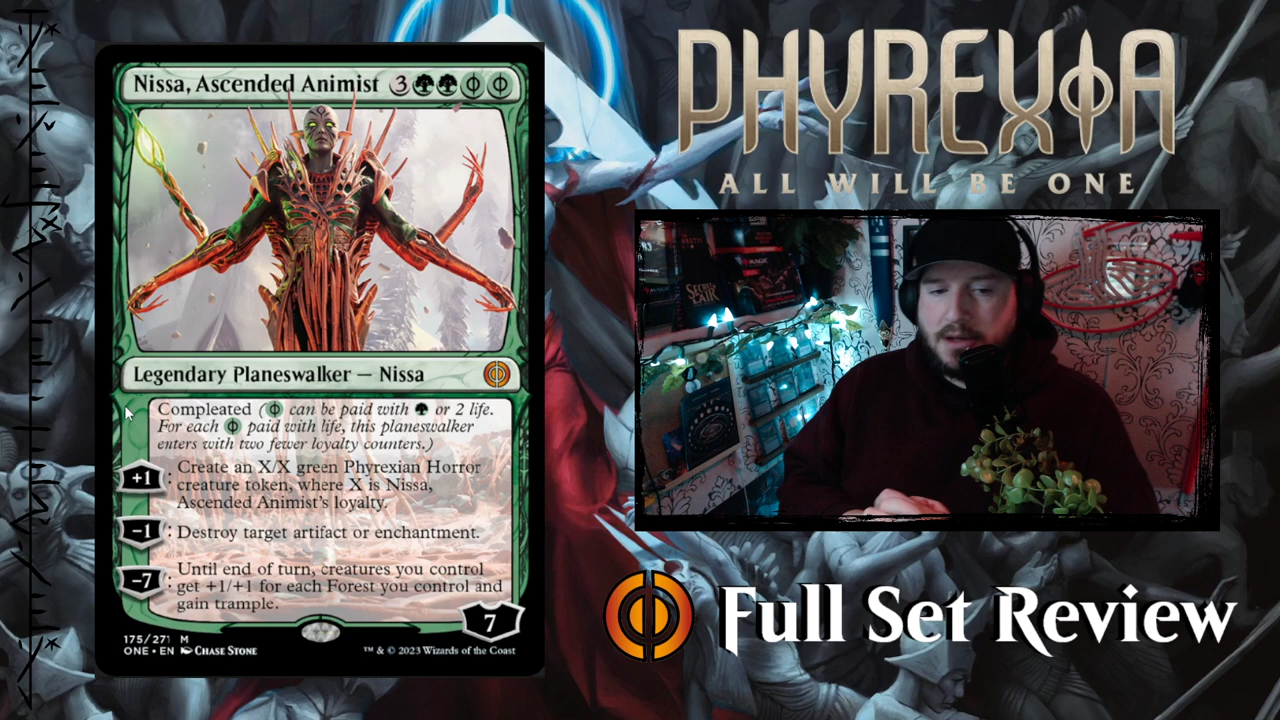 Nissa, Ascended Animist 3
Legendary Planeswalker — Nissa
Compleated ( can be paid with or 2 life.
For each paid with life, this planeswalker
enters with two fewer loyalty counters.)
+1 : Create an X/X green Phyrexian Horror
creature token, where X is Nissa,
Ascended Animist's loyalty.
−1 : Destroy target artifact or enchantment.
Until end of turn, creatures you control
−7 : get +1/+1 for each Forest you control and
gain trample.
7
175/271 M
ONE • EN Chase Stone
™ & © 2023 Wizards of the Coast
PHYREXIA
ALL WILL BE ONE
SECRET
LAIR
MAGIC
Full Set Review